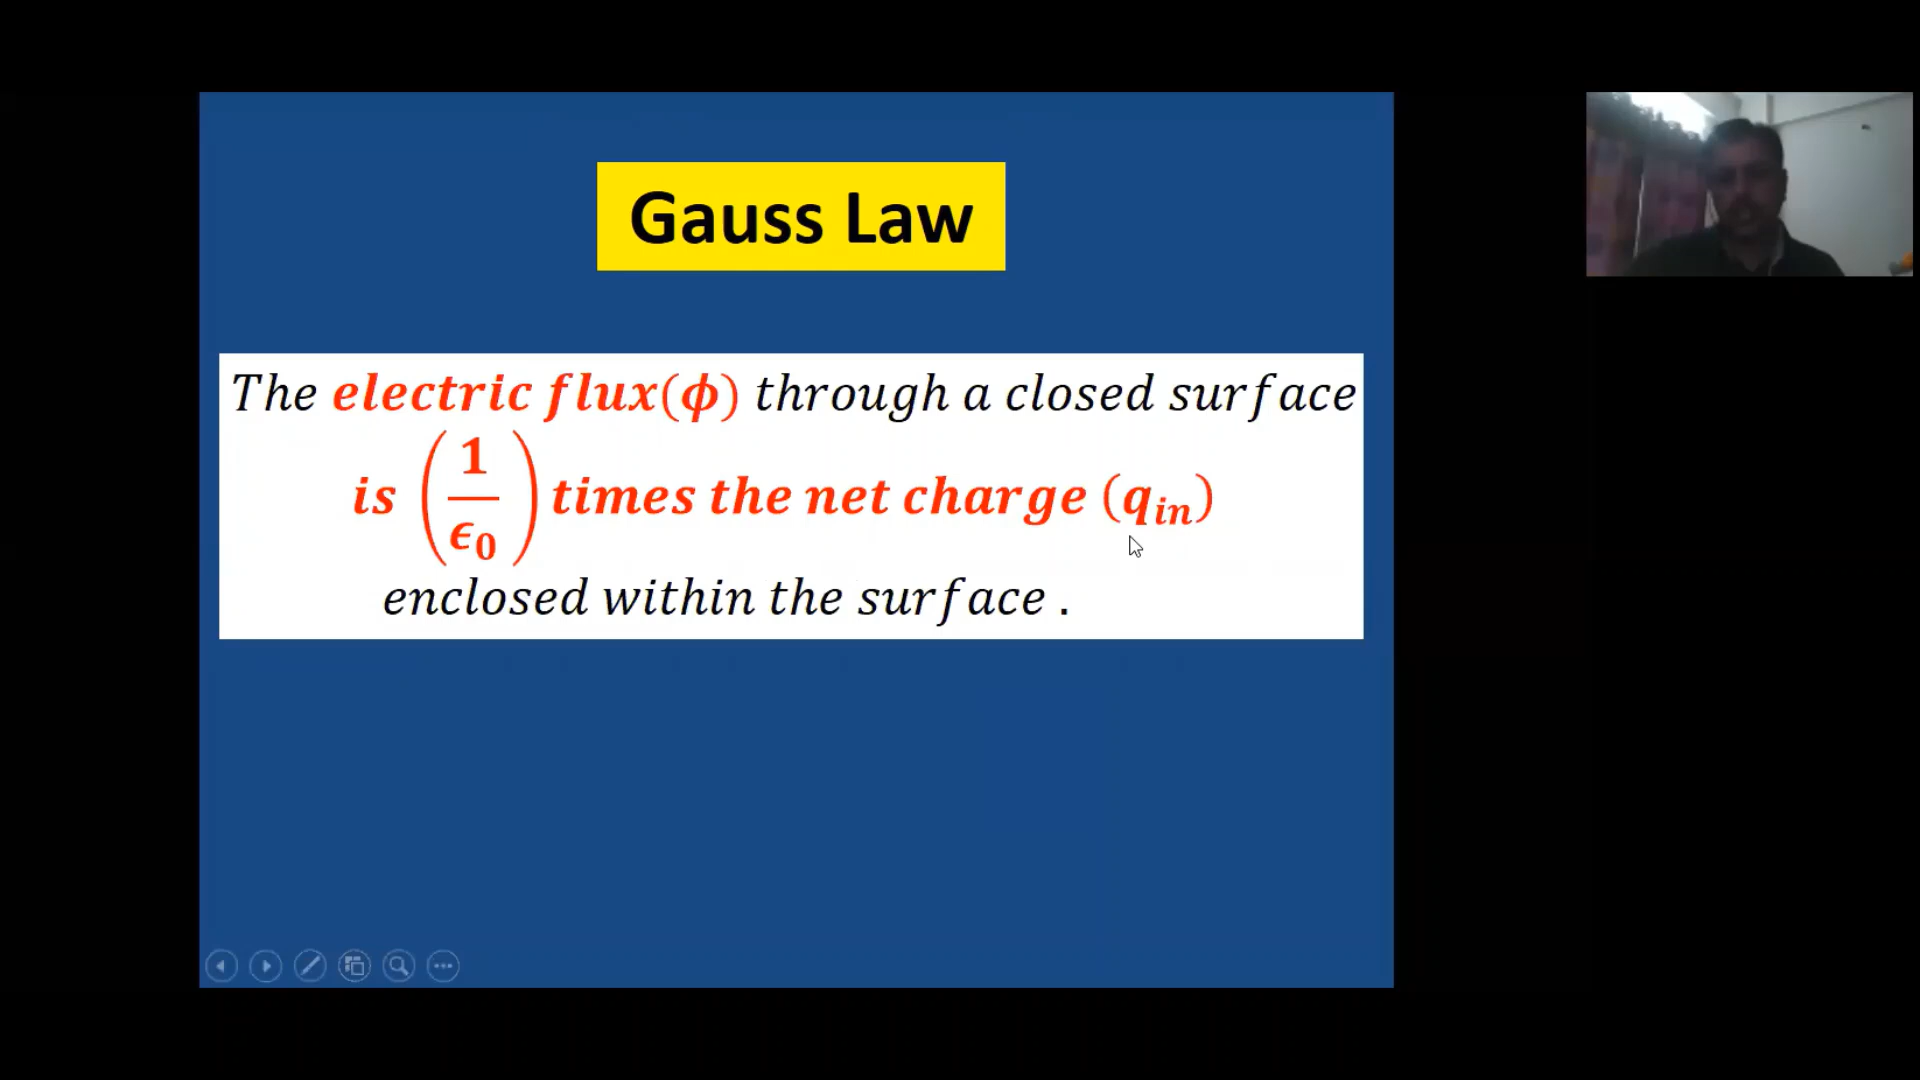 Gauss Law
The electric flux(ϕ) through a closed surface
is (1/ϵ₀) times the net charge (qᵢₙ)
enclosed within the surface .